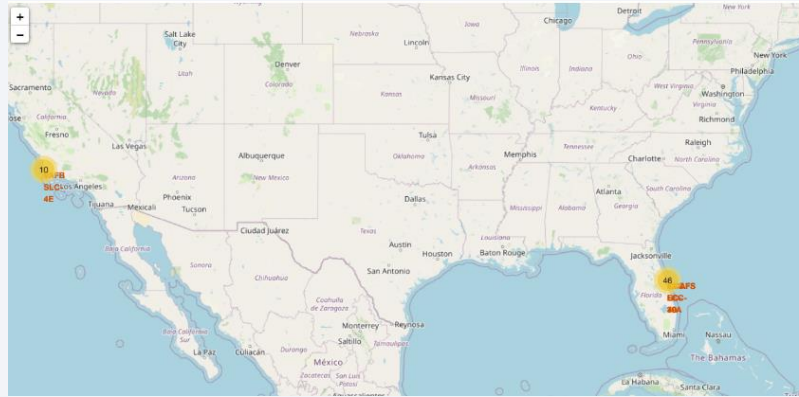 +
−
Salt Lake
City
Nebraska
Iowa
Chicago
Detroit
New York
Lincoln
Denver
Utah
Colorado
Nevada
Sacramento
Kansas City
Kansas
Missouri
Illinois
Indiana
Ohio
Pennsylvania
New York
Philadelphia
West Virginia
Washington
Virginia
Richmond
Kentucky
California
Fresno
Las Vegas
Tulsa
Oklahoma
Arkansas
Memphis
Tennessee
Raleigh
Charlotte
North Carolina
Albuquerque
New Mexico
Arizona
10
FB
SLC-
4E
Los Angeles
Tijuana
Mexicali
Phoenix
Tucson
Dallas
Mississippi
Alabama
Georgia
Atlanta
South Carolina
Ciudad Juárez
Texas
Louisiana
Austin
Houston
Baton Rouge
Jacksonville
Baja California
Sonora
Chihuahua
San Antonio
46
AFS
Florida
Coahuila
de Zaragoza
Monterrey
Reynosa
Saltillo
Tamaulipas
Miami
Nassau
The Bahamas
Baja California
Sur
La Paz
Culiacán
Durango
México
Zacatecas
San Luis
Potosí
La Habana
Santa Clara